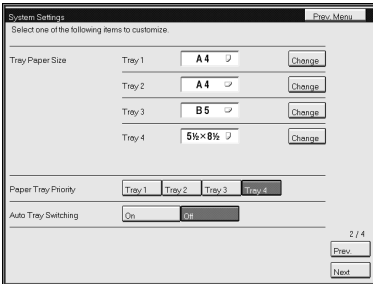 System Settings Prev. Menu
Select one of the following items to customize.
Tray Paper Size Tray 1 A4 Change
Tray 2 A4 Change
Tray 3 B5 Change
Tray 4 5½×8½ Change
Paper Tray Priority Tray 1 Tray 2 Tray 3 Tray 4
Auto Tray Switching On Off
2 / 4
Prev.
Next